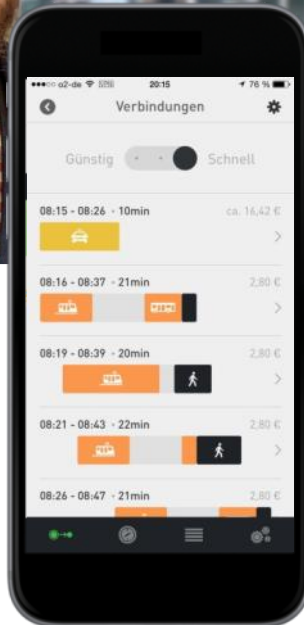 o2-de 20:15 76 %
Verbindungen
Günstig Schnell
08:15 - 08:26 · 10min ca. 16,42 €
08:16 - 08:37 · 21min 2,80 €
08:19 - 08:39 · 20min 2,80 €
08:21 - 08:43 · 22min 2,80 €
08:26 - 08:47 · 21min 2,80 €